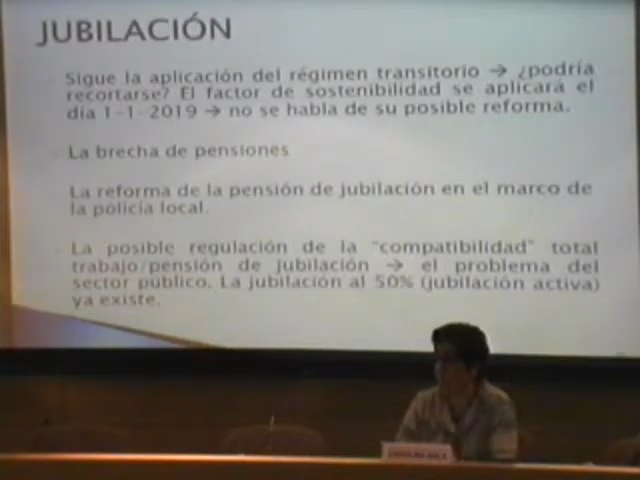 JUBILACIÓN
Sigue la aplicación del régimen transitorio → ¿podría
recortarse? El factor de sostenibilidad se aplicará el
día 1-1-2019 → no se habla de su posible reforma.
La brecha de pensiones
La reforma de la pensión de jubilación en el marco de
la policía local.
La posible regulación de la "compatibilidad" total
trabajo/pensión de jubilación → el problema del
sector público. La jubilación al 50% (jubilación activa)
ya existe.